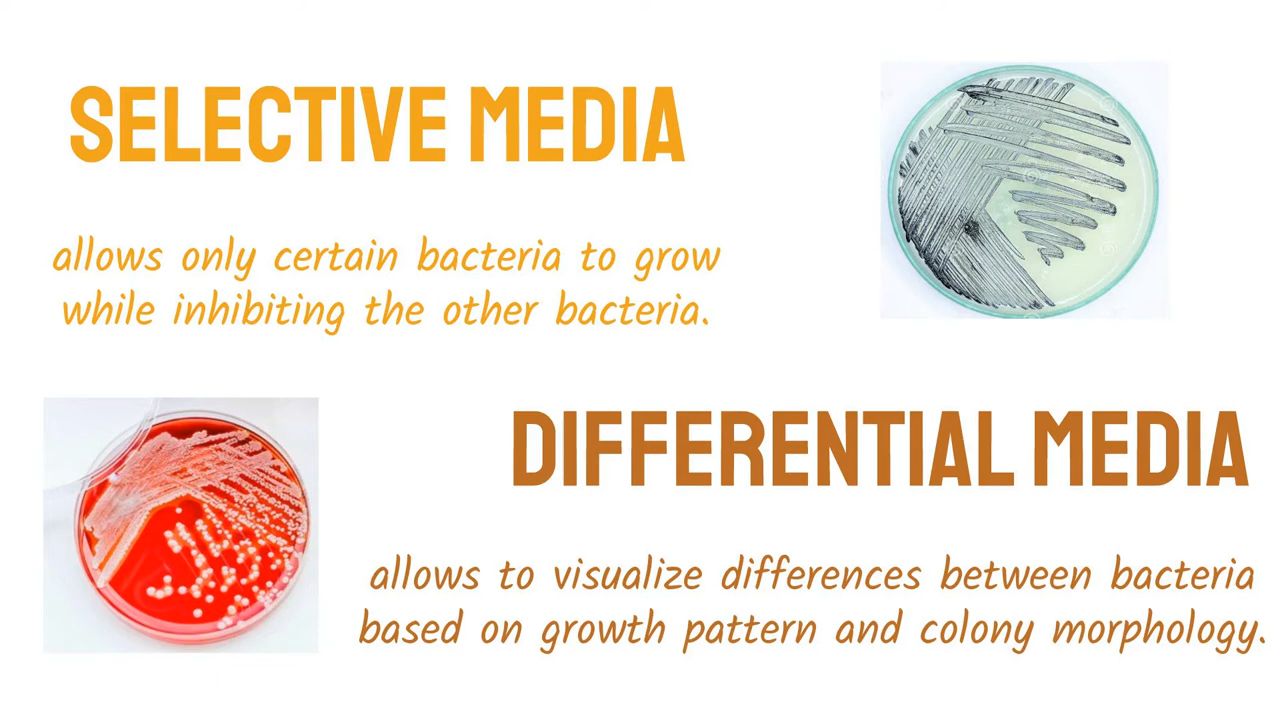 SELECTIVE MEDIA
allows only certain bacteria to grow
while inhibiting the other bacteria.
DIFFERENTIAL MEDIA
allows to visualize differences between bacteria
based on growth pattern and colony morphology.